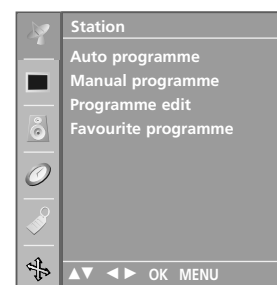 Station
Auto programme
Manual programme
Programme edit
Favourite programme
▲▼ ◄► OK MENU